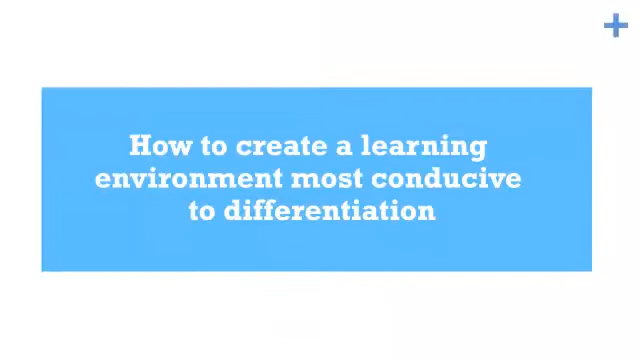 How to create a learning
environment most conducive
to differentiation